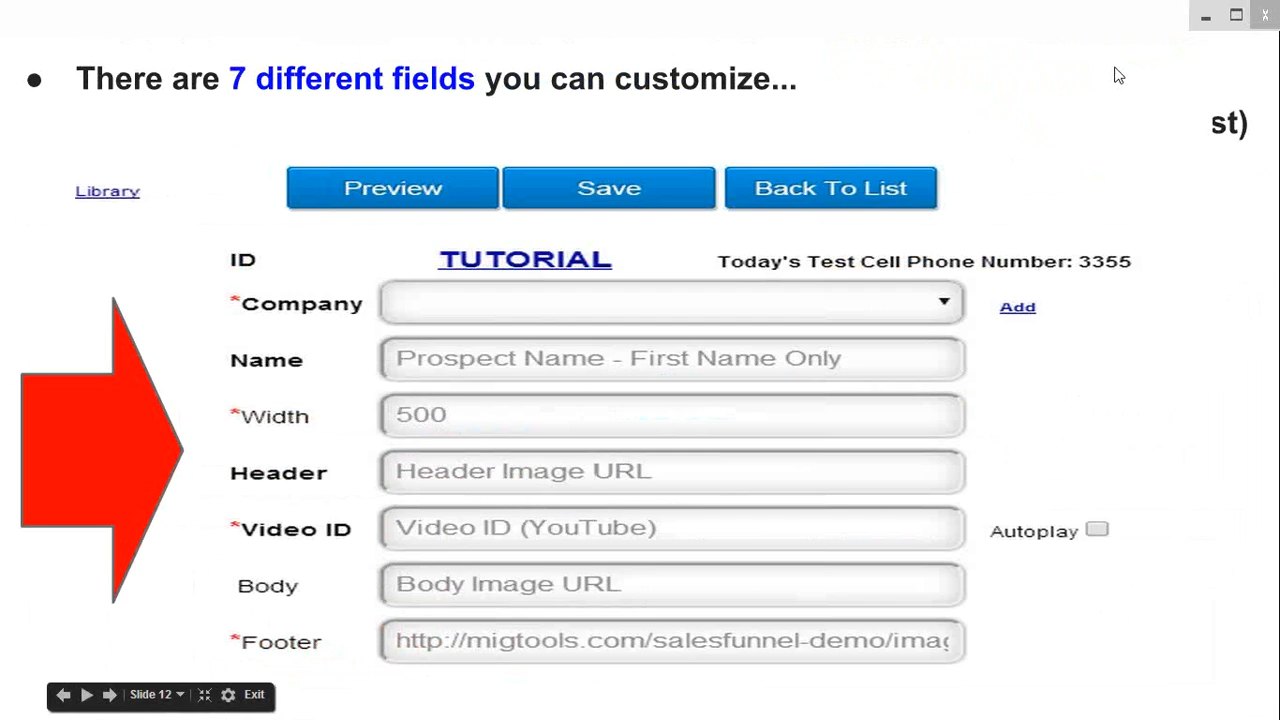 ● There are 7 different fields you can customize...
st)
Library Preview Save Back To List
ID TUTORIAL Today's Test Cell Phone Number: 3355
*Company Add
Name Prospect Name - First Name Only
*Width 500
Header Header Image URL
*Video ID Video ID (YouTube) Autoplay
Body Body Image URL
*Footer http://migtools.com/salesfunnel-demo/imag
Slide 12 Exit